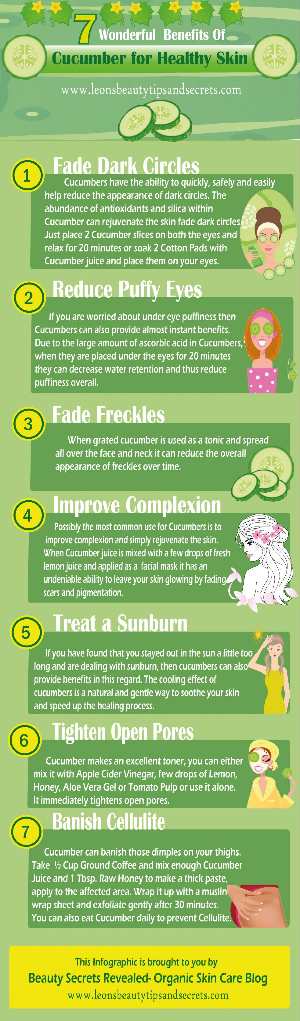 7 Wonderful Benefits Of
Cucumber for Healthy Skin
www.leonsbeautytipsandsecrets.com
1
Fade Dark Circles
Cucumbers have the ability to quickly, safely and easily
help reduce the appearance of dark circles. The
abundance of antioxidants and silica within
Cucumber can rejuvenate the skin fade dark circles
Just place 2 Cucumber slices on both the eyes and
relax for 20 minutes or soak 2 Cotton Pads with
Cucumber juice and place them on your eyes.
2
Reduce Puffy Eyes
If you are worried about under eye puffiness then
Cucumbers can also provide almost instant benefits.
Due to the large amount of ascorbic acid in Cucumbers,
when they are placed under the eyes for 20 minutes
they can decrease water retention and thus reduce
puffiness overall.
3
Fade Freckles
When grated cucumber is used as a tonic and spread
all over the face and neck it can reduce the overall
appearance of freckles over time.
4
Improve Complexion
Possibly the most common use for Cucumbers is to
improve complexion and simply rejuvenate the skin.
When Cucumber juice is mixed with a few drops of fresh
lemon juice and applied as a facial mask it has an
undeniable ability to leave your skin glowing by fading
scars and pigmentation.
5
Treat a Sunburn
If you have found that you stayed out in the sun a little too
long and are dealing with sunburn, then cucumbers can also
provide benefits in this regard. The cooling effect of
cucumbers is a natural and gentle way to soothe your skin
and speed up the healing process.
6
Tighten Open Pores
Cucumber makes an excellent toner, you can either
mix it with Apple Cider Vinegar, few drops of Lemon,
Honey, Aloe Vera Gel or Tomato Pulp or use it alone.
It immediately tightens open pores.
7
Banish Cellulite
Cucumber can banish those dimples on your thighs.
Take ½ Cup Ground Coffee and mix enough Cucumber
Juice and 1 Tbsp. Raw Honey to make a thick paste,
apply to the affected area. Wrap it up with a muslin
wrap sheet and exfoliate gently after 30 minutes.
You can also eat Cucumber daily to prevent Cellulite.
This Infographic is brought to you by
Beauty Secrets Revealed- Organic Skin Care Blog
www.leonsbeautytipsandsecrets.com